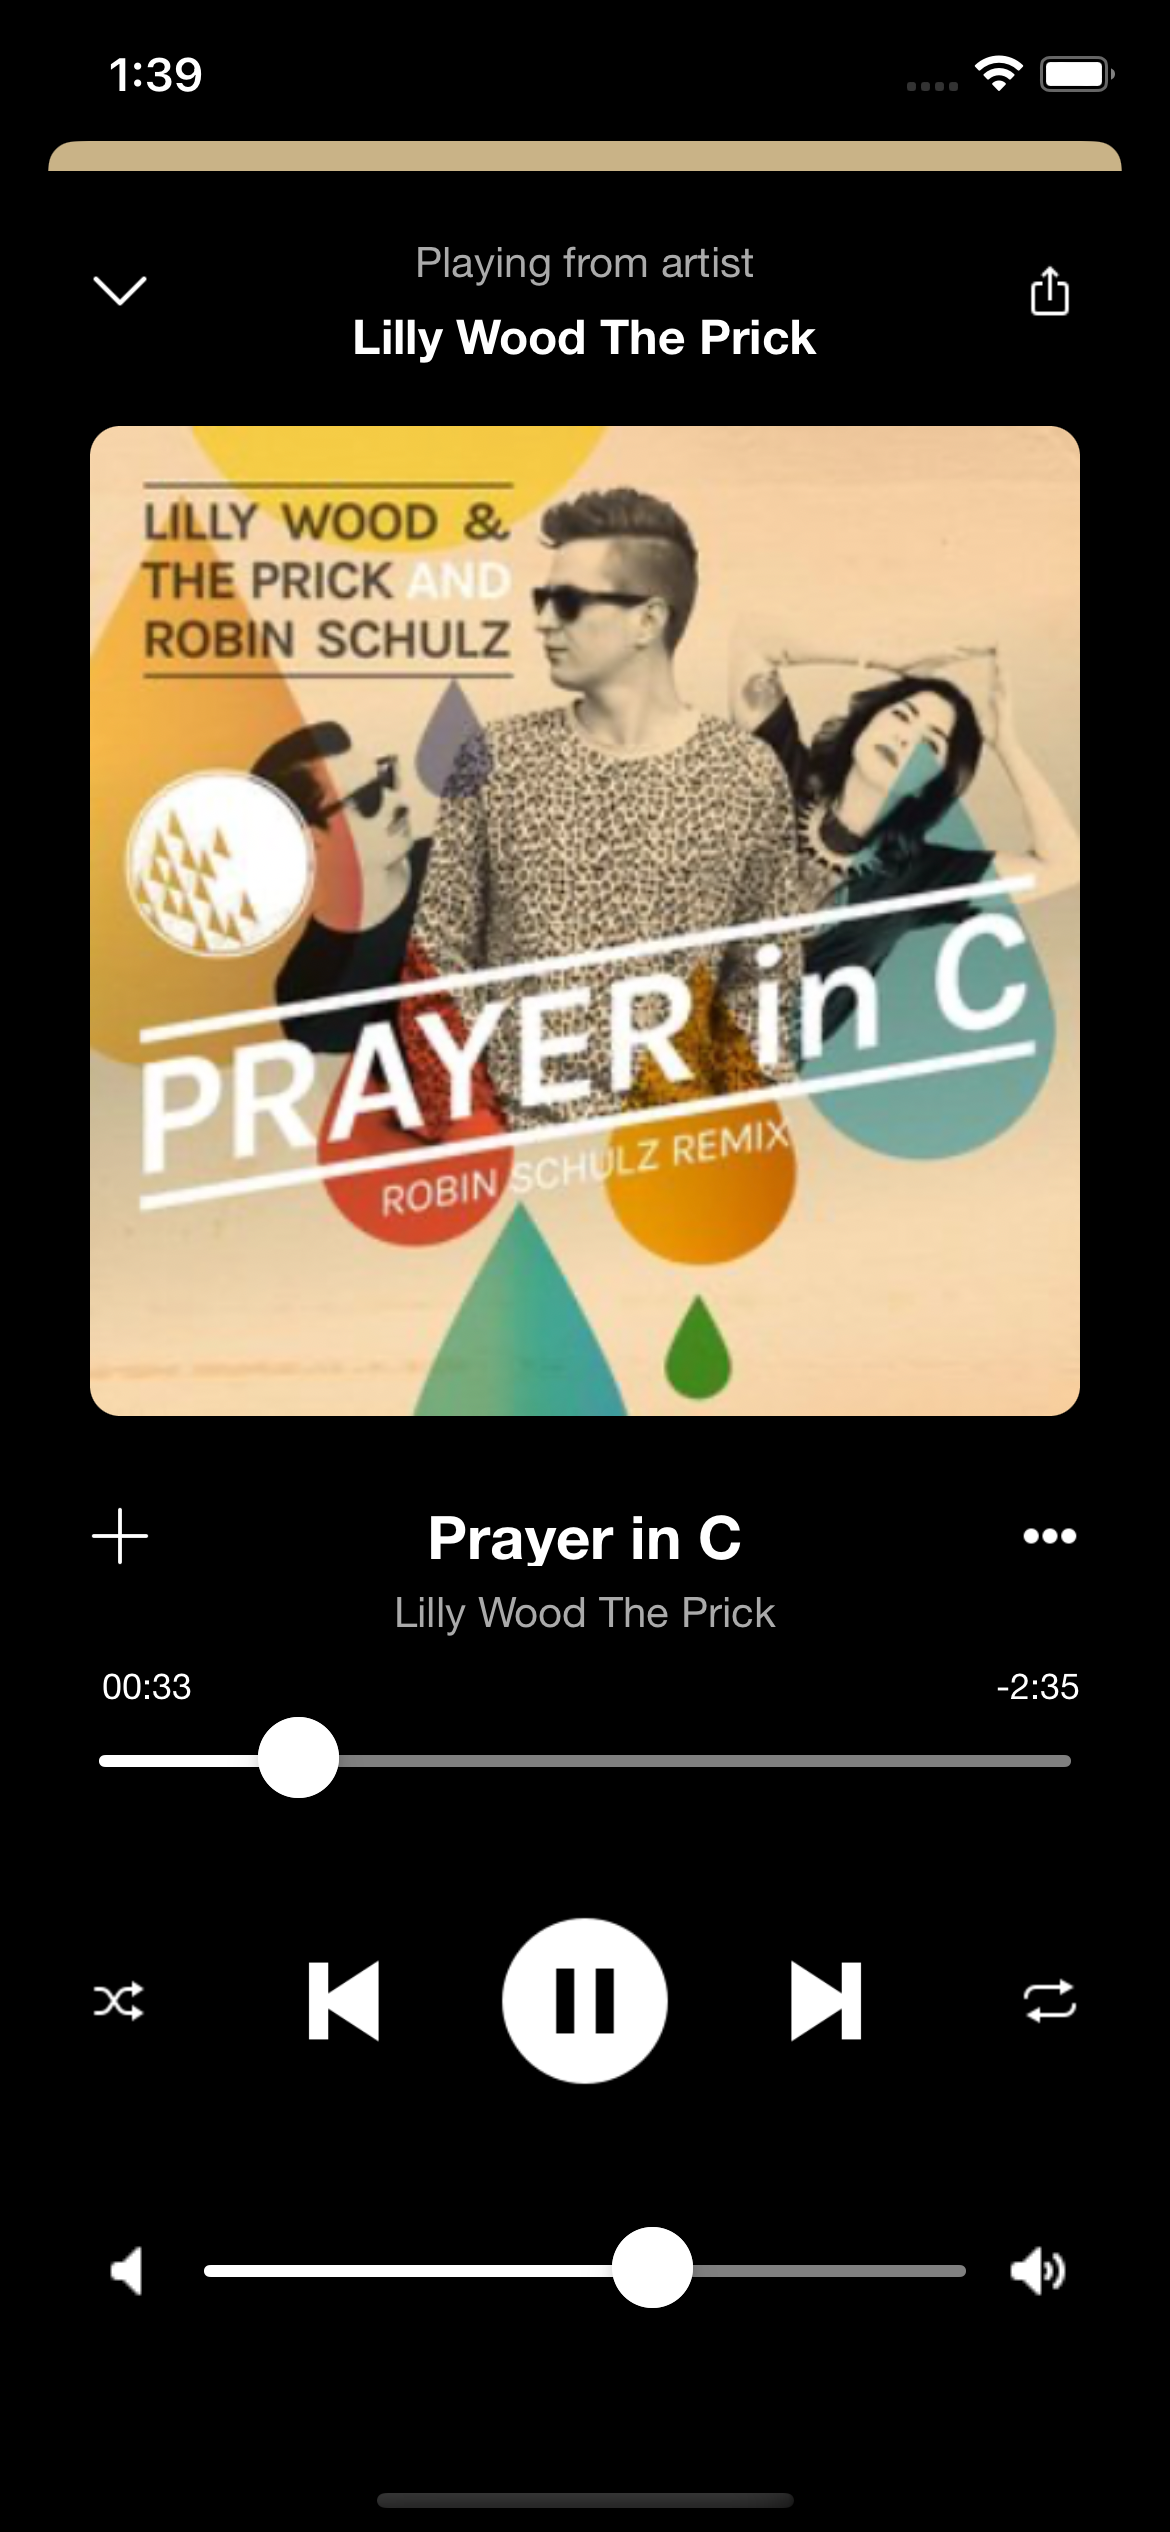 1:39
Playing from artist
Lilly Wood The Prick
LILLY WOOD &
THE PRICK AND
ROBIN SCHULZ
PRAYER in C
ROBIN SCHULZ REMIX
Prayer in C
Lilly Wood The Prick
00:33 -2:35